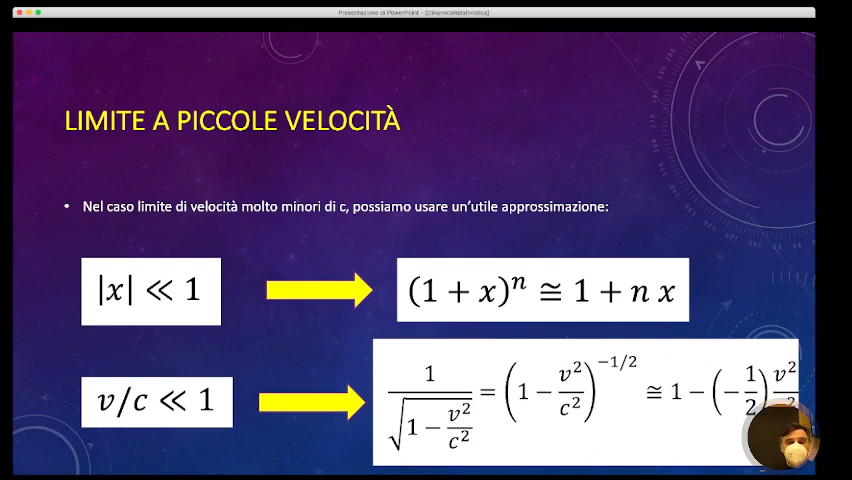 Presentazione di PowerPoint - [DinamicaRelativistica]
LIMITE A PICCOLE VELOCITÀ
• Nel caso limite di velocità molto minori di c, possiamo usare un'utile approssimazione:
|x| ≪ 1
(1 + x)ⁿ ≅ 1 + n x
v/c ≪ 1
1/√(1 − v²/c²) = (1 − v²/c²)^(−1/2) ≅ 1 − (−1/2) v²